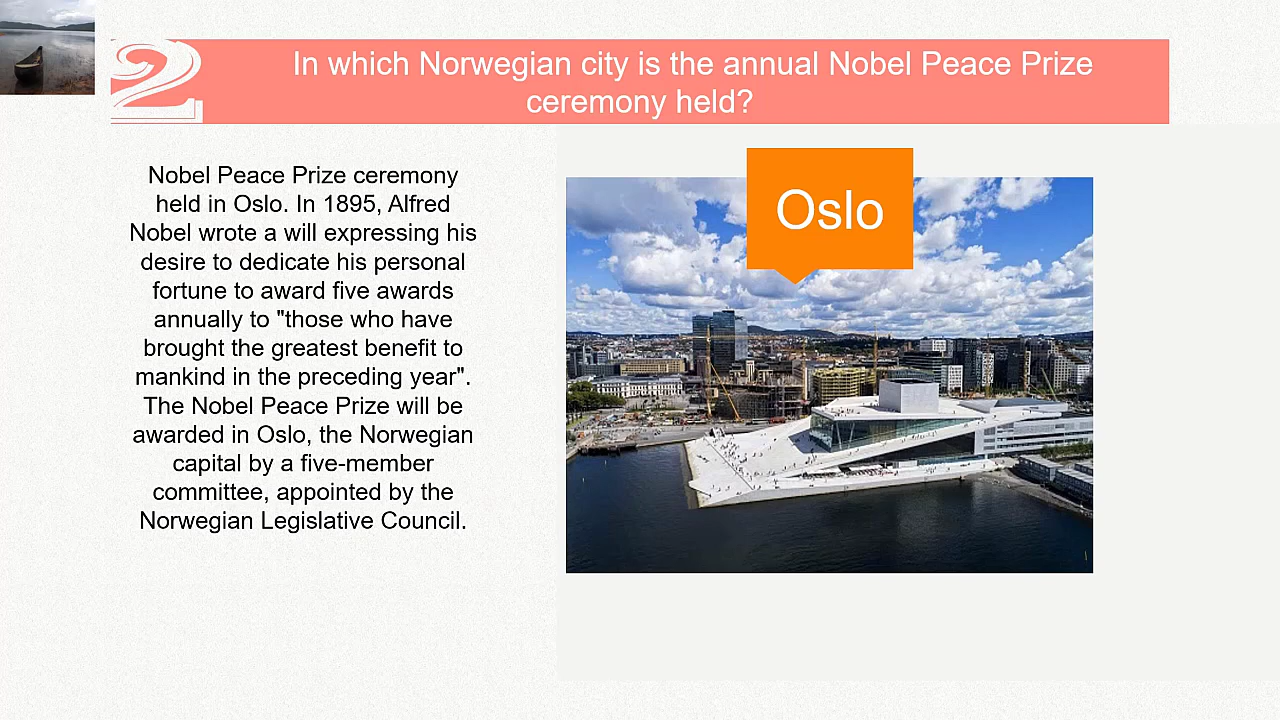 2
In which Norwegian city is the annual Nobel Peace Prize
ceremony held?
Nobel Peace Prize ceremony
held in Oslo. In 1895, Alfred
Nobel wrote a will expressing his
desire to dedicate his personal
fortune to award five awards
annually to "those who have
brought the greatest benefit to
mankind in the preceding year".
The Nobel Peace Prize will be
awarded in Oslo, the Norwegian
capital by a five-member
committee, appointed by the
Norwegian Legislative Council.
Oslo